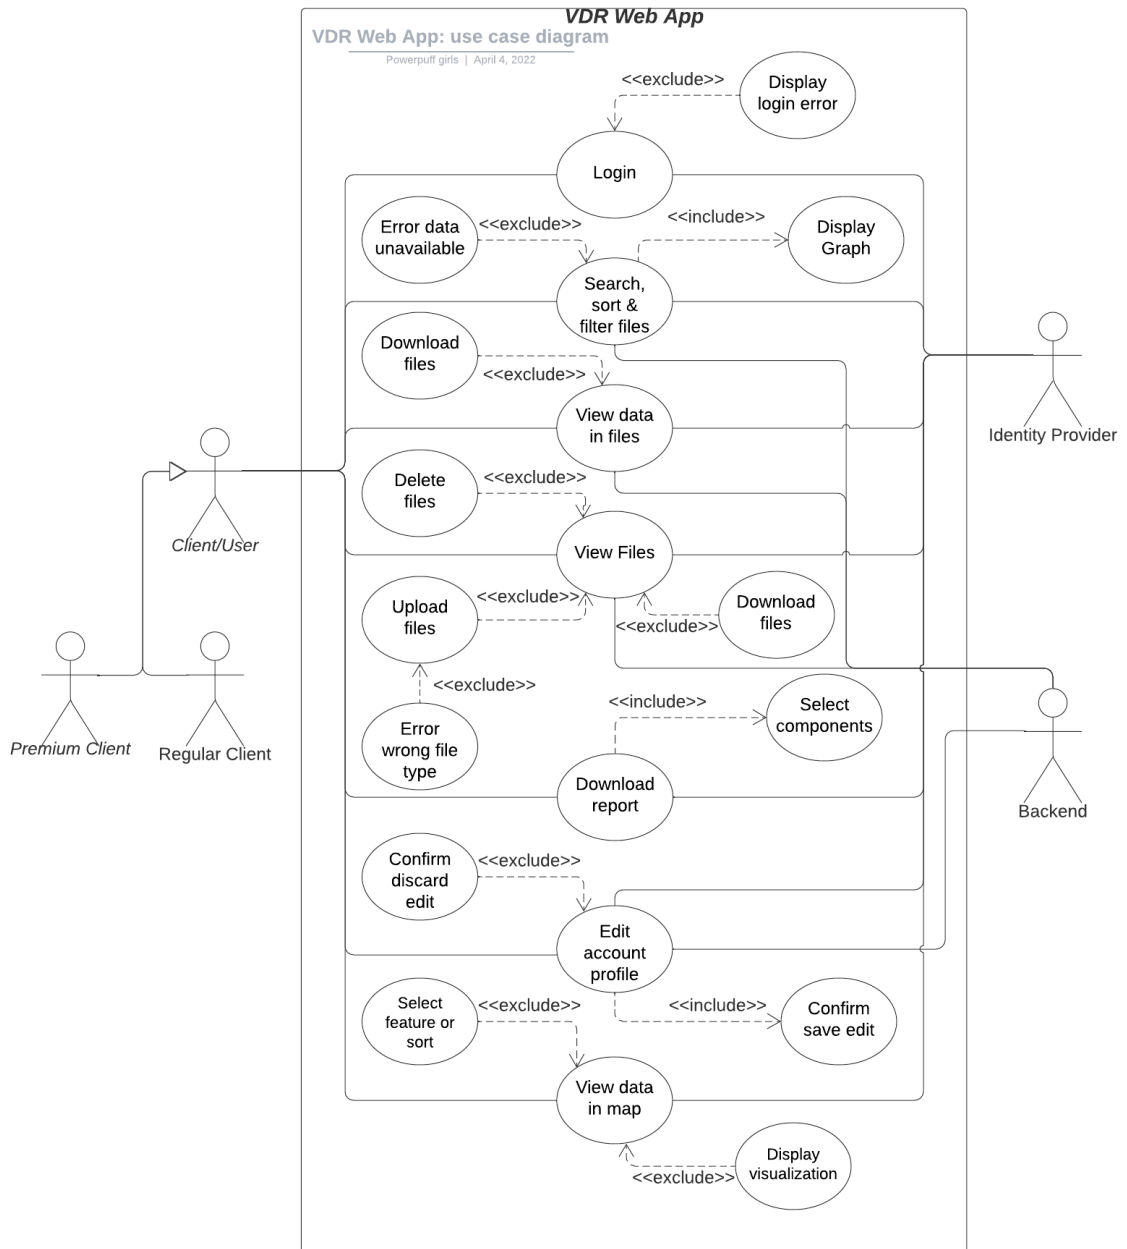 VDR Web App
VDR Web App: use case diagram
Powerpuff girls | April 4, 2022
<<exclude>>
Display
login error
Login
Error data
unavailable
<<exclude>>
<<include>>
Display
Graph
Search,
sort &
filter files
Download
files
<<exclude>>
View data
in files
Identity Provider
Delete
files
<<exclude>>
Client/User
View Files
Upload
files
<<exclude>>
Download
files
<<exclude>>
<<exclude>>
<<include>>
Select
components
Premium Client
Regular Client
Error
wrong file
type
Download
report
Backend
Confirm
discard
edit
<<exclude>>
Edit
account
profile
Select
feature or
sort
<<exclude>>
<<include>>
Confirm
save edit
View data
in map
Display
visualization
<<exclude>>